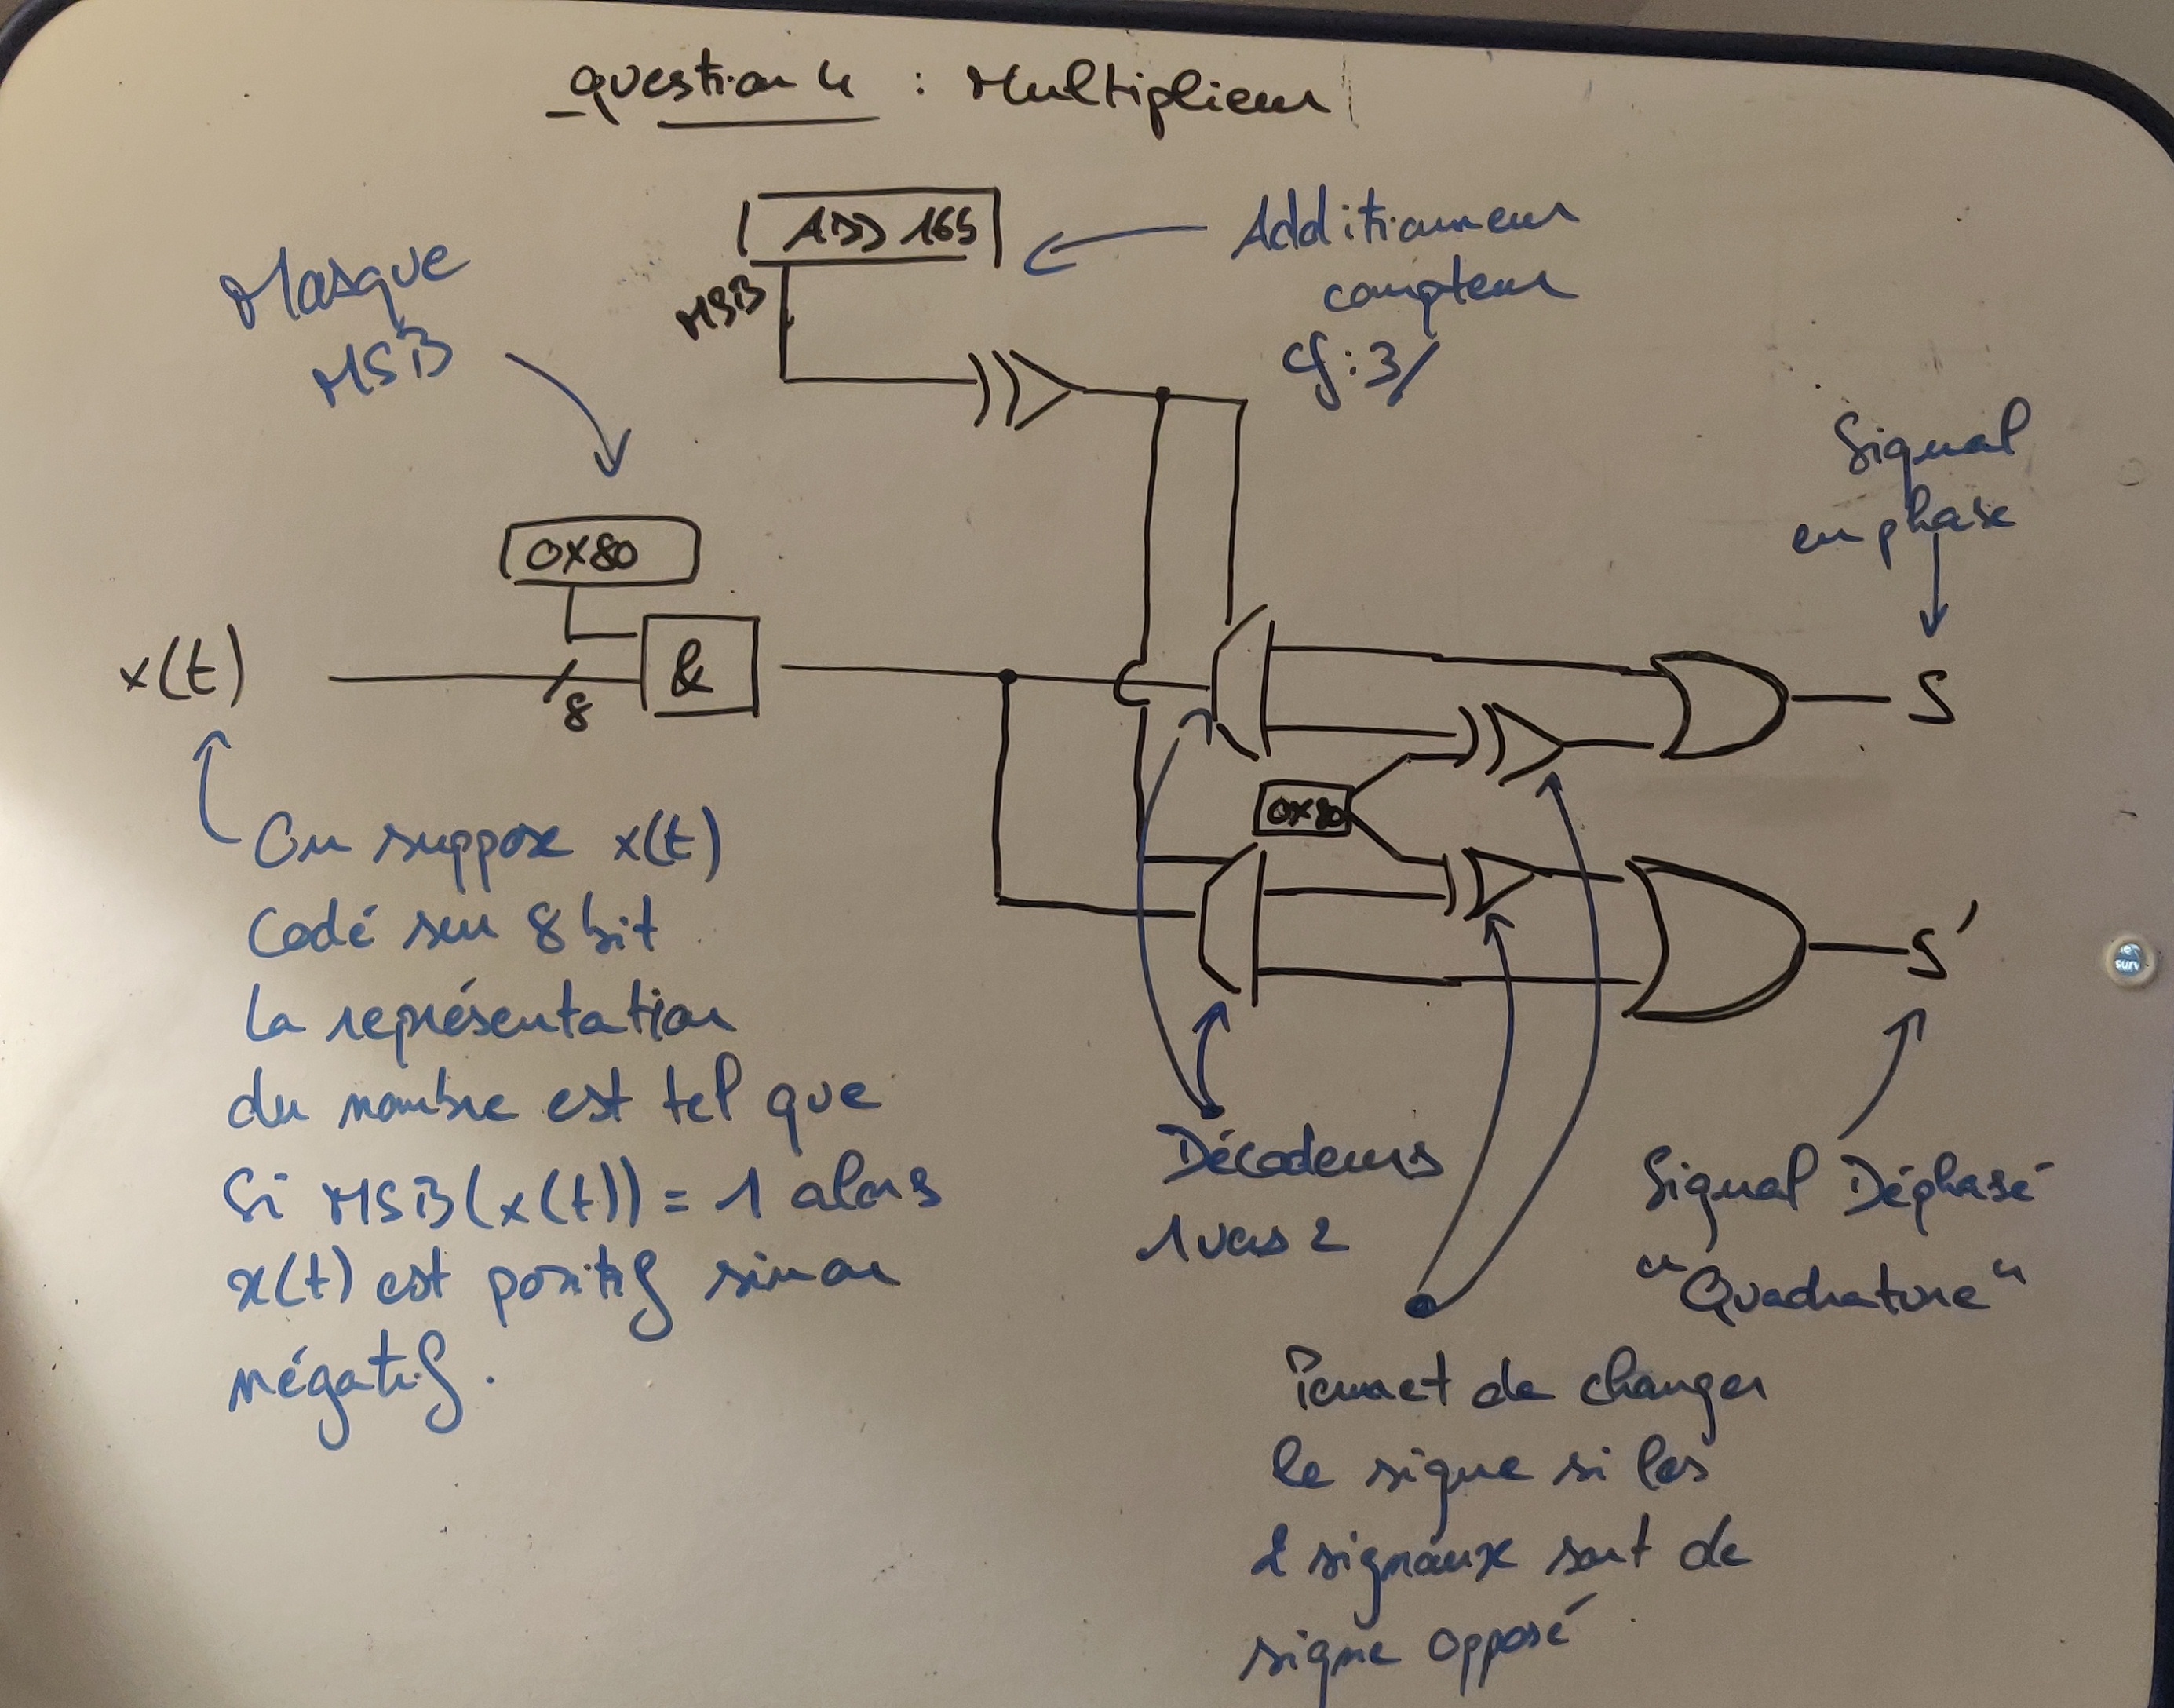 question 4 : Multiplieur
ADD 16b
MSB
Additionneur
compteur
cf : 3/
Masque
MSB
Signal
en phase
0X80
x(t)
8
&
S
0X80
S'
On suppose x(t)
Codé sur 8 bit
La représentation
du nombre est tel que
Si MSB(x(t)) = 1 alors
x(t) est positif sinon
négatif.
Décodeurs
1 vers 2
Signal Déphasé
"Quadrature"
Permet de changer
le signe si les
2 signaux sont de
signe opposé
surv